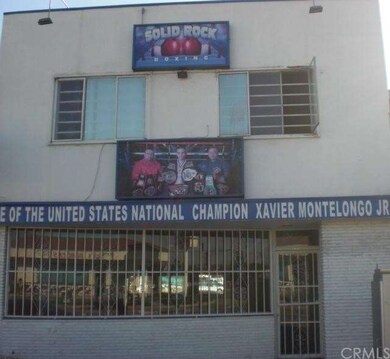 SOLID ROCK
BOXING
E OF THE UNITED STATES NATIONAL CHAMPION XAVIER MONTELONGO JR
CRMLS